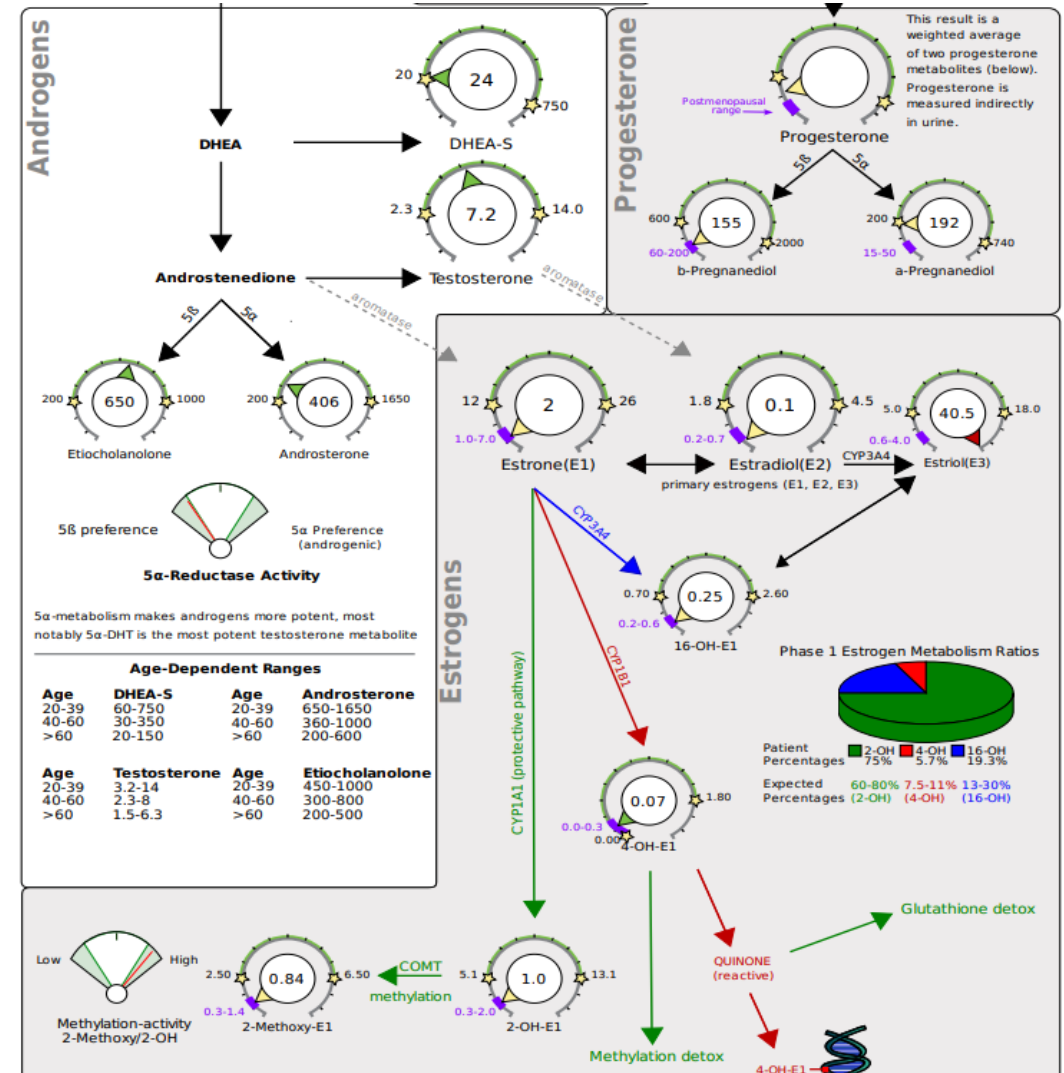 Androgens
20
24
750
DHEA
DHEA-S
2.3
7.2
14.0
Androstenedione
Testosterone
aromatase
aromatase
5ß
5α
200
650
1000
Etiocholanolone
200
406
1650
Androsterone
5ß preference
5α Preference
(androgenic)
5α-Reductase Activity
5α-metabolism makes androgens more potent, most
notably 5α-DHT is the most potent testosterone metabolite
Age-Dependent Ranges
Age DHEA-S Age Androsterone
20-39 60-750 20-39 650-1650
40-60 30-350 40-60 360-1000
>60 20-150 >60 200-600
Age Testosterone Age Etiocholanolone
20-39 3.2-14 20-39 450-1000
40-60 2.3-8 40-60 300-800
>60 1.5-6.3 >60 200-500
Progesterone
This result is a
weighted average
of two progesterone
metabolites (below).
Progesterone is
measured indirectly
in urine.
Postmenopausal
range
Progesterone
5ß
5α
600
155
2000
60-200
b-Pregnanediol
200
192
740
15-50
a-Pregnanediol
Estrogens
12
2
26
1.0-7.0
Estrone(E1)
1.8
0.1
4.5
0.2-0.7
Estradiol(E2)
CYP3A4
5.0
40.5
18.0
0.6-4.0
Estriol(E3)
primary estrogens (E1, E2, E3)
CYP3A4
0.70
0.25
2.60
0.2-0.6
16-OH-E1
CYP1B1
CYP1A1 (protective pathway)
Phase 1 Estrogen Metabolism Ratios
Patient 2-OH 4-OH 16-OH
Percentages 75% 5.7% 19.3%
Expected 60-80% 7.5-11% 13-30%
Percentages (2-OH) (4-OH) (16-OH)
0.07
1.80
0.0-0.3
0.00
4-OH-E1
Glutathione detox
QUINONE
(reactive)
Low
High
Methylation-activity
2-Methoxy/2-OH
2.50
0.84
6.50
0.3-1.4
2-Methoxy-E1
COMT
methylation
5.1
1.0
13.1
0.3-2.0
2-OH-E1
Methylation detox
4-OH-E1